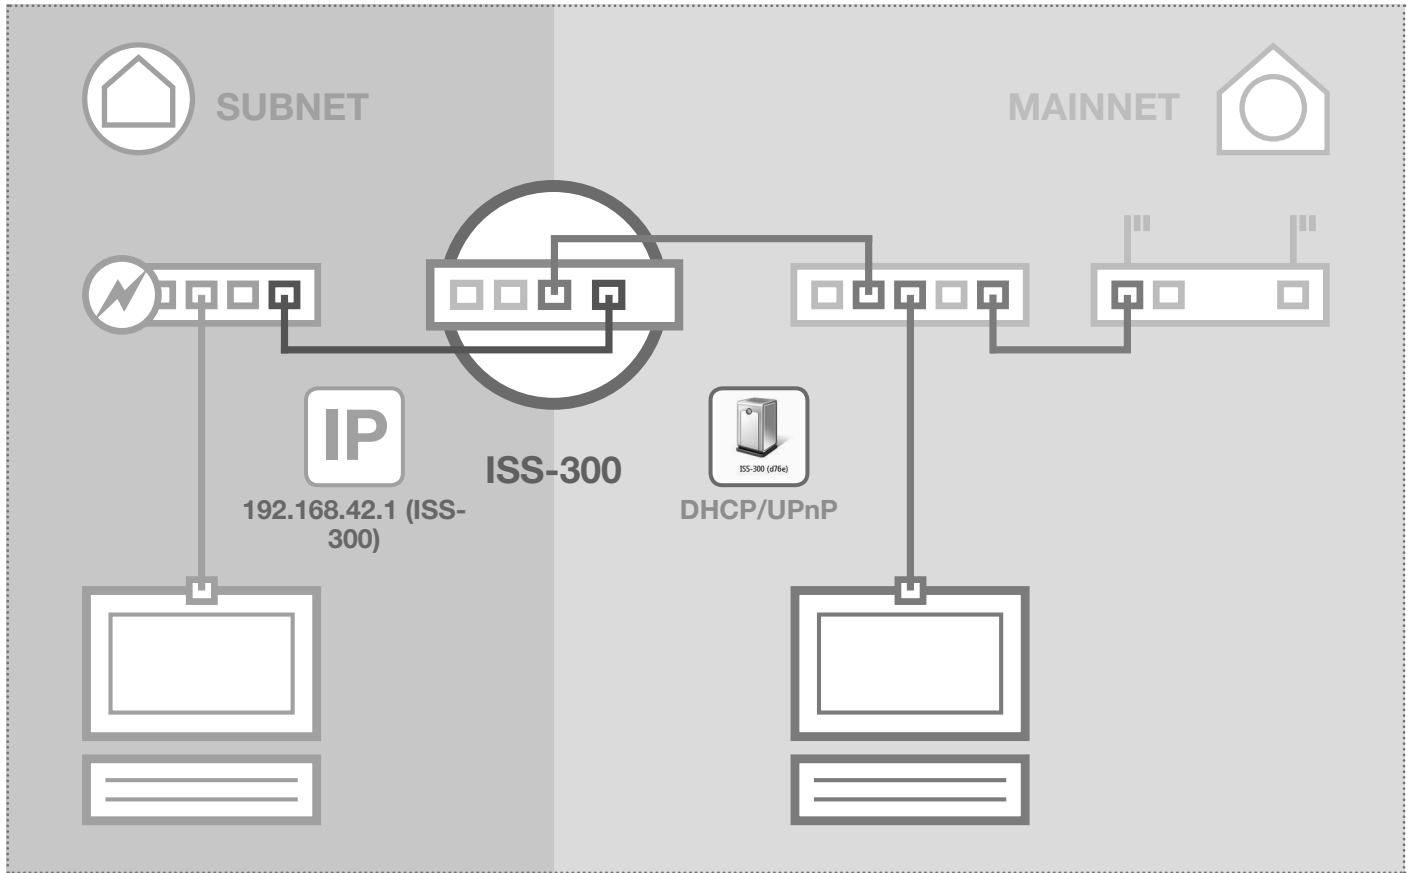 SUBNET
MAINNET
IP
ISS-300 (d76e)
ISS-300
192.168.42.1 (ISS-
300)
DHCP/UPnP